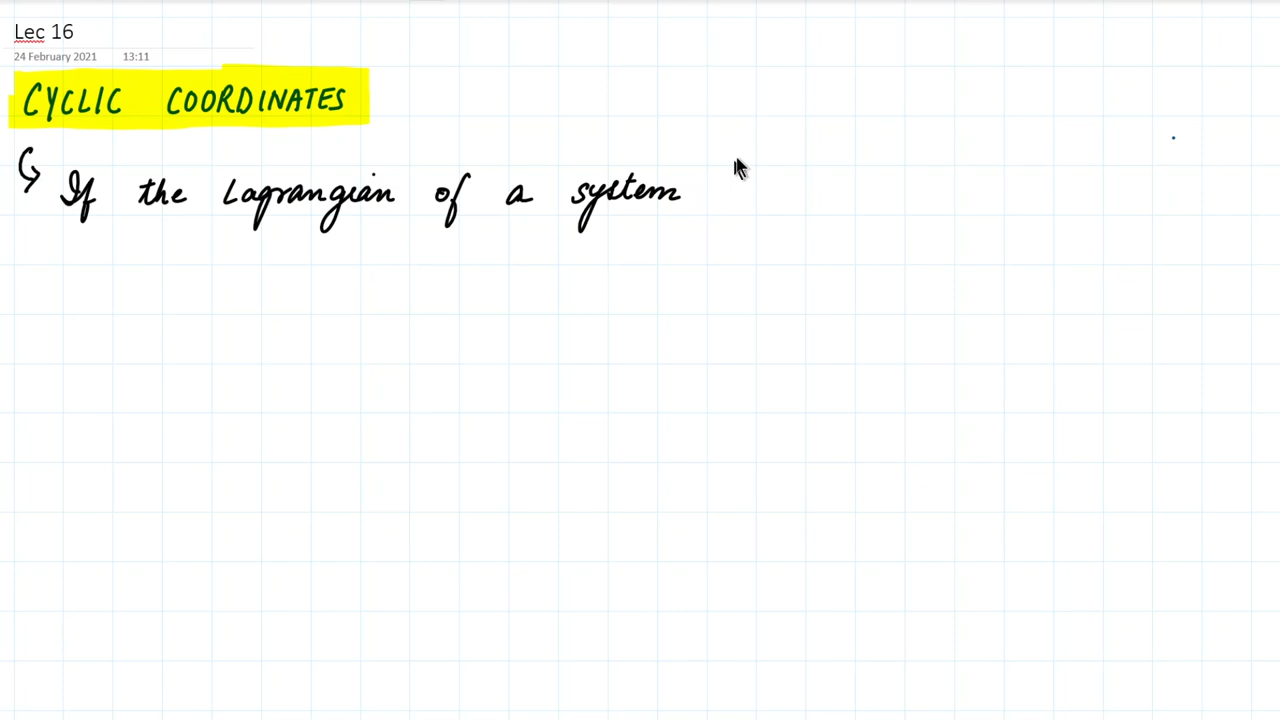 Lec 16
24 February 2021 13:11
CYCLIC COORDINATES
If the Lagrangian of a system